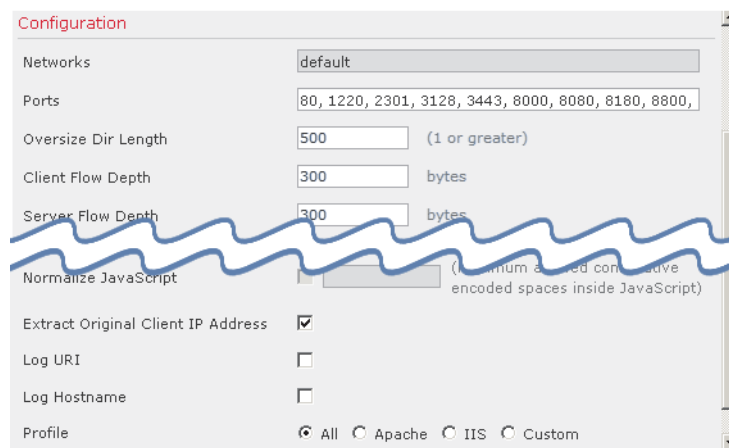 Configuration
Networks default
Ports 80, 1220, 2301, 3128, 3443, 8000, 8080, 8180, 8800,
Oversize Dir Length 500 (1 or greater)
Client Flow Depth 300 bytes
Server Flow Depth 300 bytes
Normalize JavaScript
encoded spaces inside JavaScript)
Extract Original Client IP Address
Log URI
Log Hostname
Profile All Apache IIS Custom